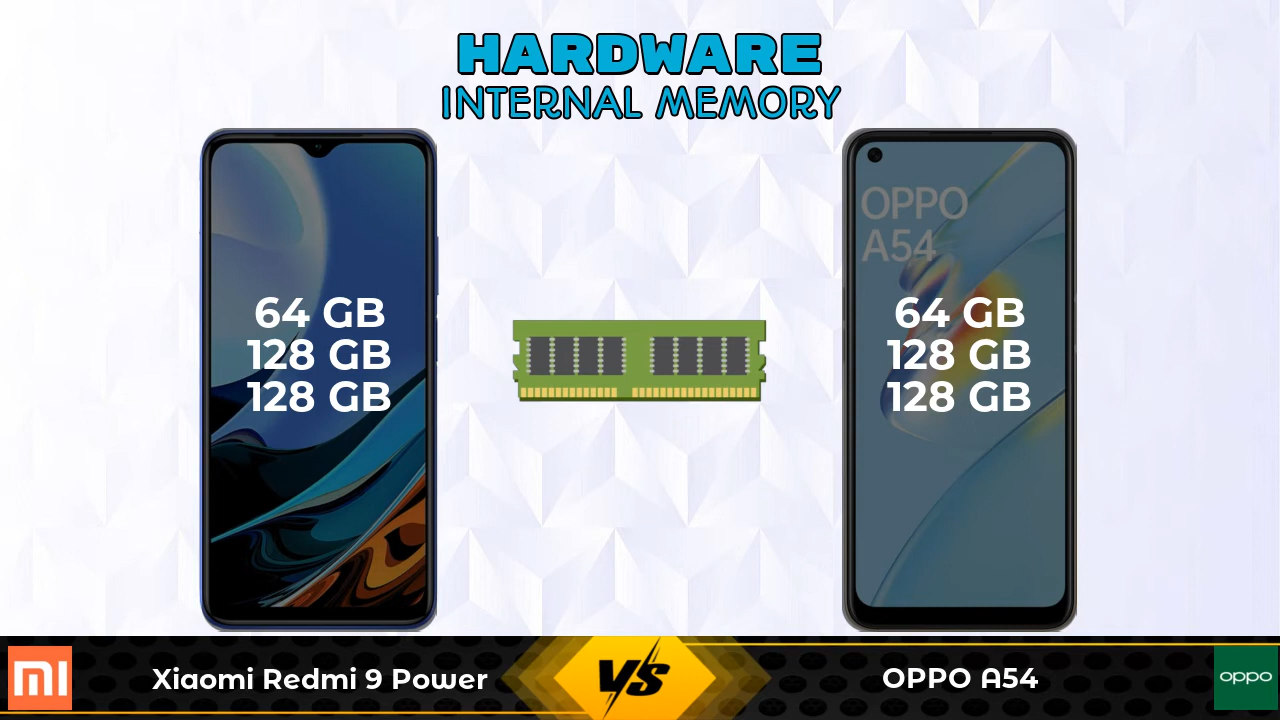 HARDWARE
INTERNAL MEMORY
OPPO
A54
64 GB
128 GB
128 GB
64 GB
128 GB
128 GB
mi
Xiaomi Redmi 9 Power
VS
OPPO A54
oppo